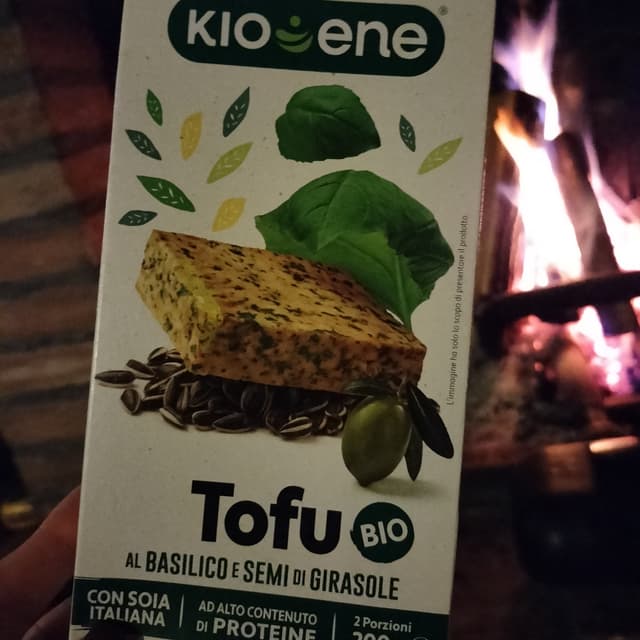 KIOENE®
L'immagine ha solo lo scopo di presentare il prodotto.
Tofu BIO
AL BASILICO E SEMI DI GIRASOLE
CON SOIA
ITALIANA
AD ALTO CONTENUTO
DI PROTEINE
2 Porzioni